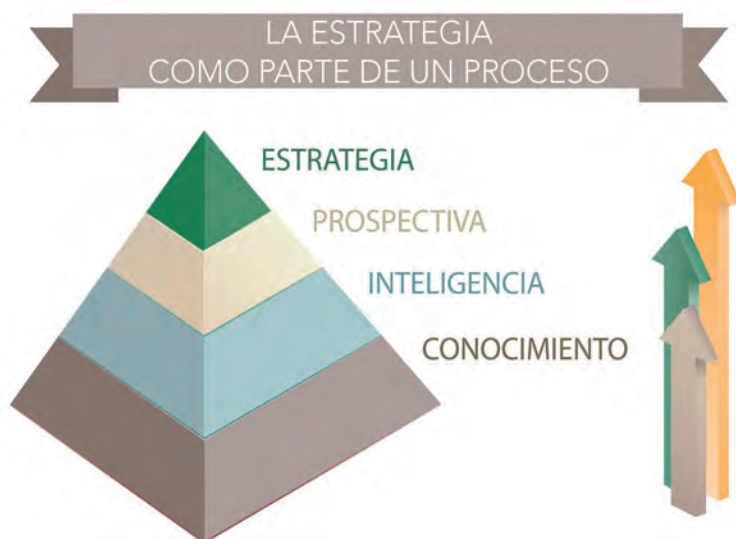 LA ESTRATEGIA
COMO PARTE DE UN PROCESO
ESTRATEGIA
PROSPECTIVA
INTELIGENCIA
CONOCIMIENTO